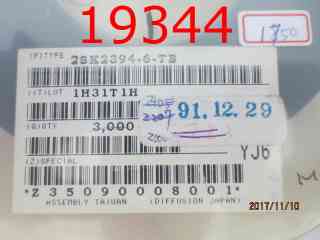 19344
1750
(P)TYPE 2SK2394-6-TB
(T)LOT 1H31T1H
91.12.29
(Q)QTY 3,000
YJ6
(Z)SPECIAL
*Z35090008001*
ASSEMBLY TAIWAN (DIFFUSION JAPAN)
2017/11/10